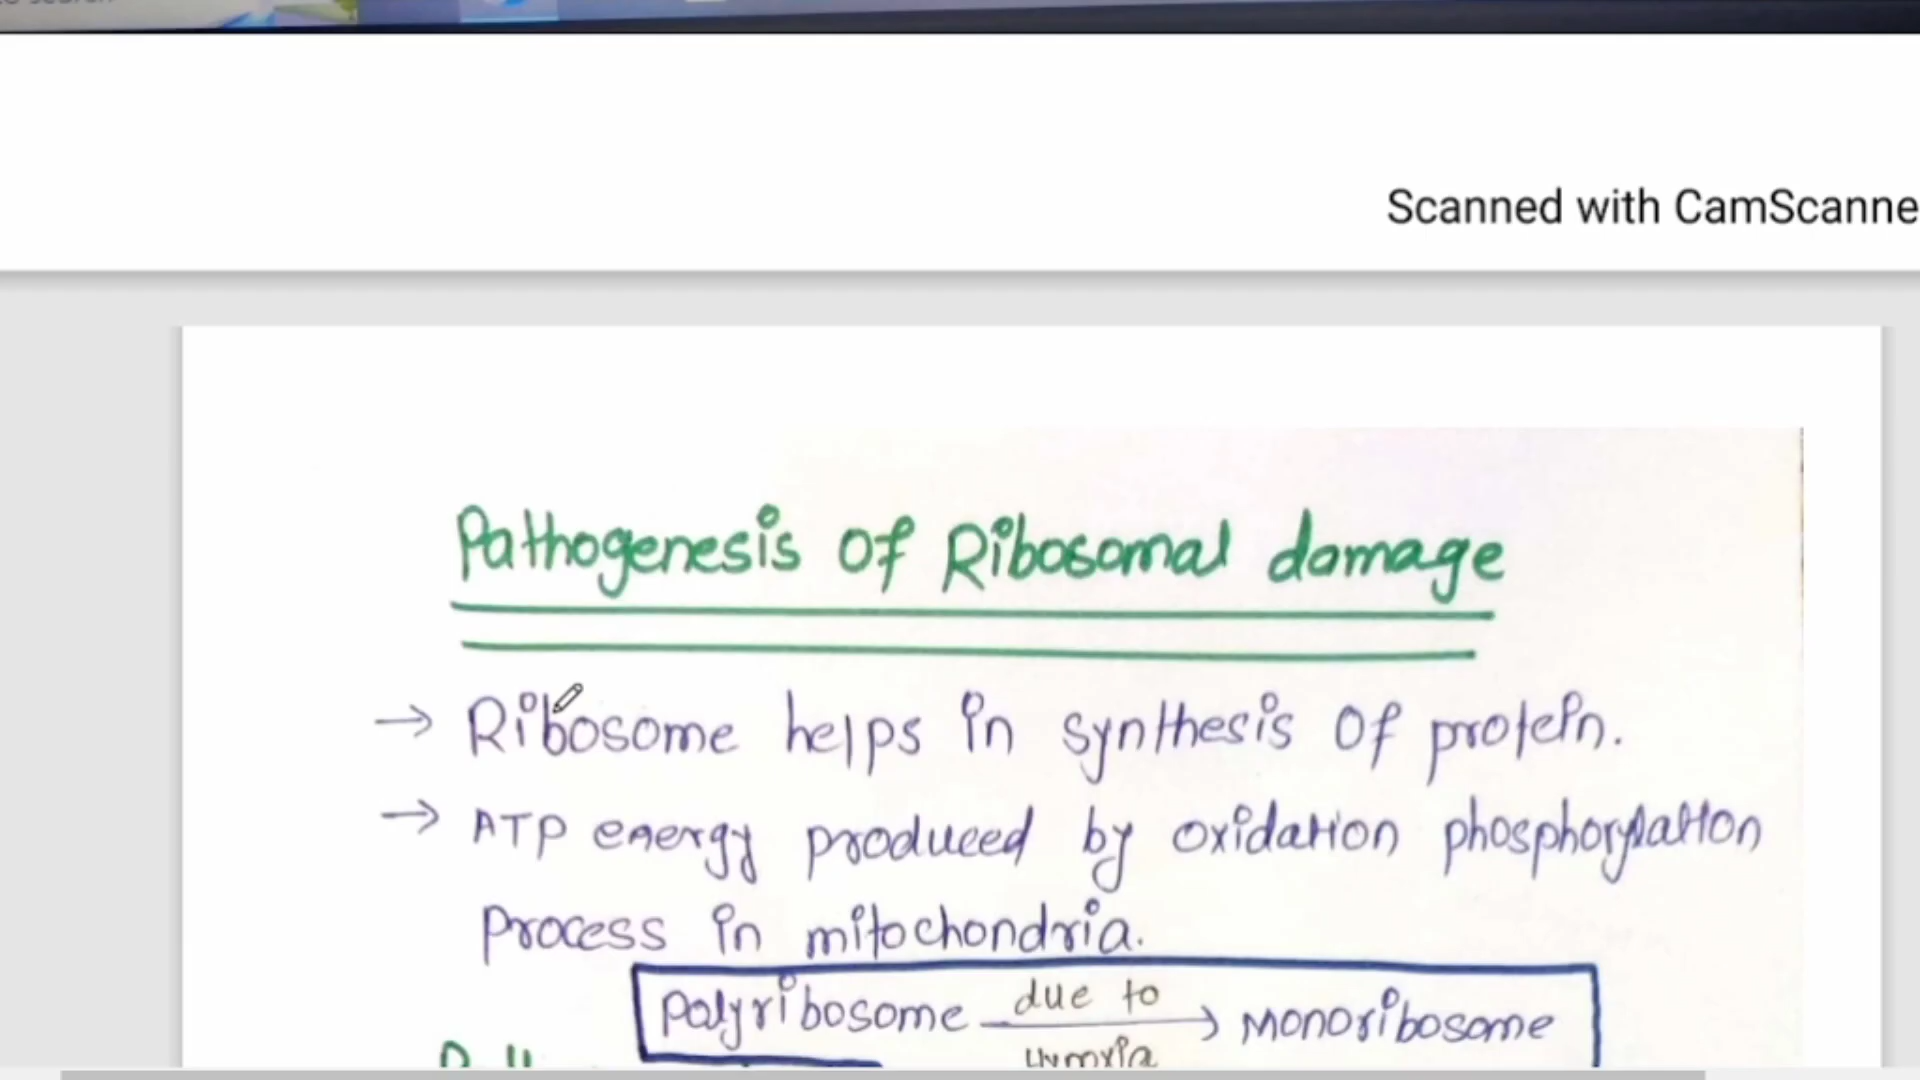 Scanned with CamScanne
Pathogenesis of Ribosomal damage
→ Ribosome helps in synthesis of protein.
→ ATP energy produced by oxidation phosphorylation
Process in mitochondria.
Polyribosome due to → Monoribosome